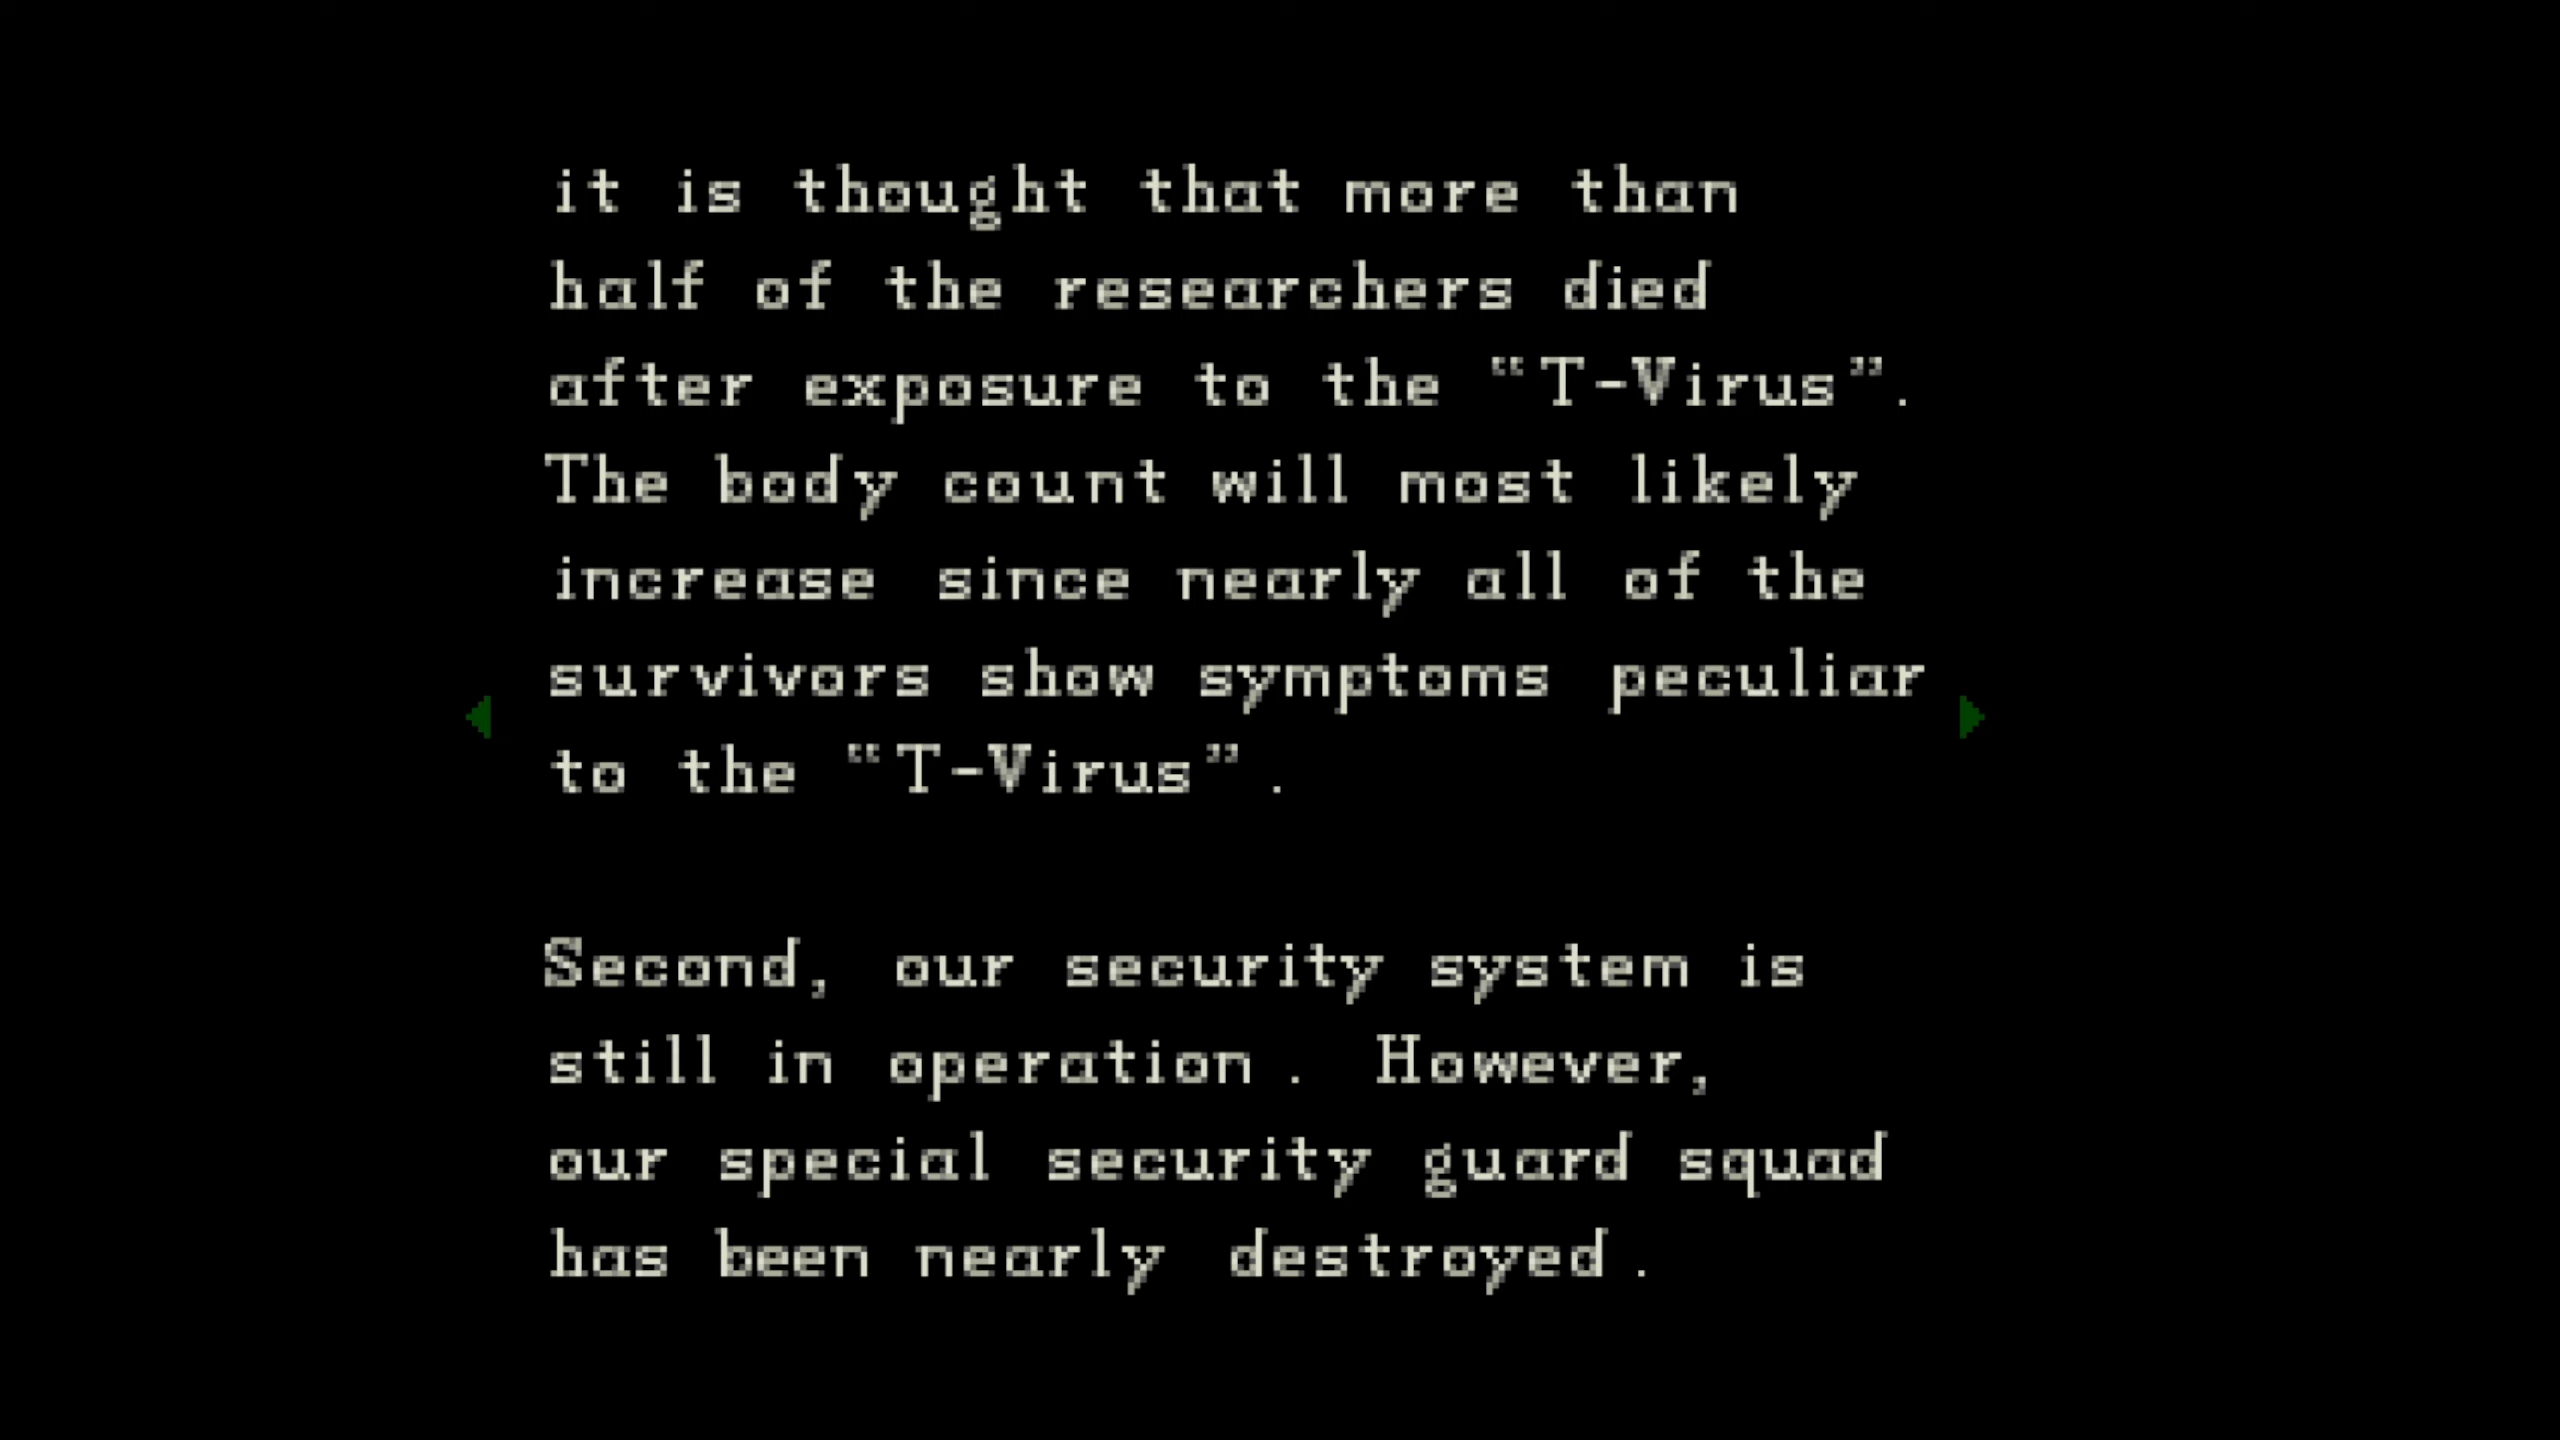 it is thought that more than
half of the researchers died
after exposure to the “T-Virus”.
The body count will most likely
increase since nearly all of the
survivors show symptoms peculiar
to the “T-Virus”.
Second, our security system is
still in operation. However,
our special security guard squad
has been nearly destroyed.